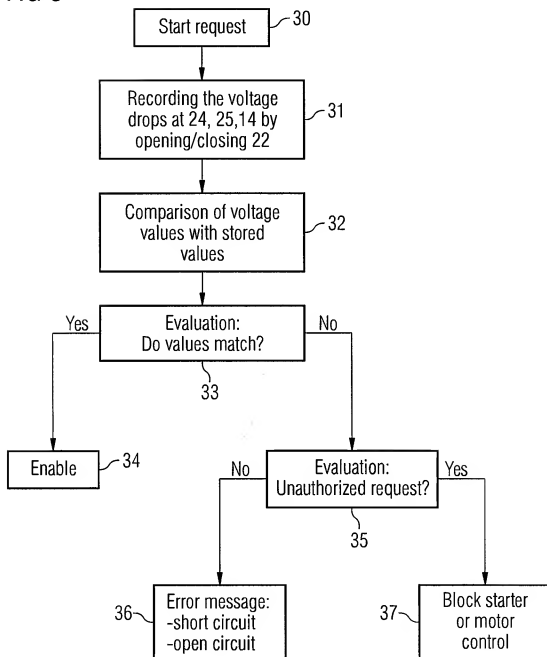 Start request
30
Recording the voltage
drops at 24, 25,14 by
opening/closing 22
31
Comparison of voltage
values with stored
values
32
Yes
Evaluation:
Do values match?
No
33
Enable
34
No
Evaluation:
Unauthorized request?
Yes
35
36
Error message:
-short circuit
-open circuit
37
Block starter
or motor
control